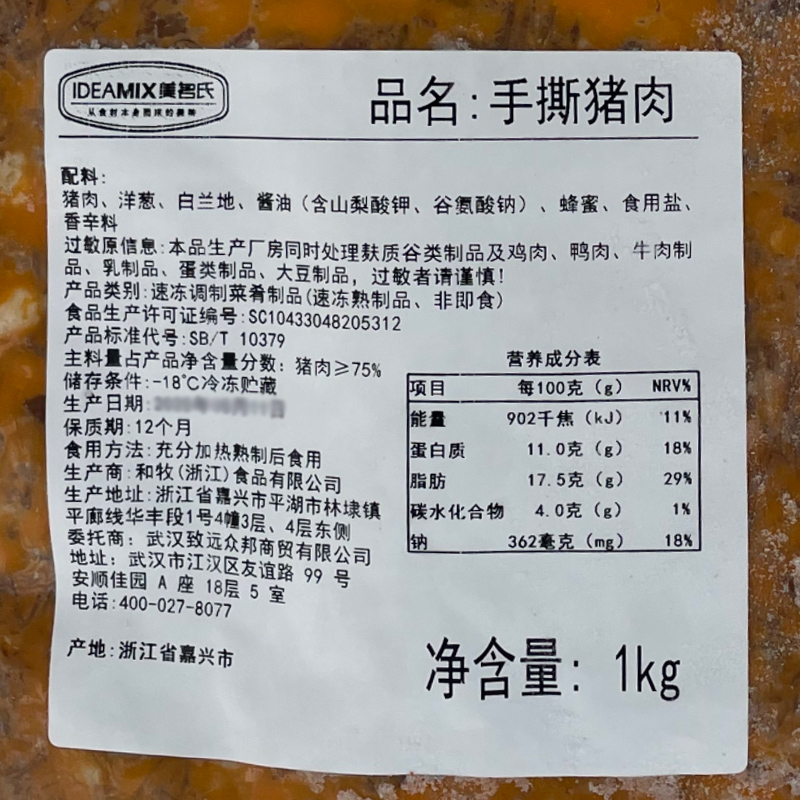 IDEAMIX美茗氏
品名:手撕猪肉
配料:
猪肉、洋葱、白兰地、酱油（含山梨酸钾、谷氨酸钠）、蜂蜜、食用盐、
香辛料
过敏原信息:本品生产厂房同时处理麸质谷类制品及鸡肉、鸭肉、牛肉制
品、乳制品、蛋类制品、大豆制品，过敏者请谨慎!
产品类别:速冻调制菜肴制品(速冻熟制品、非即食)
食品生产许可证编号:SC10433048205312
产品标准代号:SB/T 10379
主料量占产品净含量分数: 猪肉≥75%
储存条件:-18℃冷冻贮藏
生产日期:
保质期:12个月
食用方法:充分加热熟制后食用
生产商:和牧(浙江)食品有限公司
生产地址:浙江省嘉兴市平湖市林埭镇
平廊线华丰段1号4幢3层、4层东侧
委托商: 武汉致远众邦商贸有限公司
地址: 武汉市江汉区友谊路 99 号
安顺佳园 A 座 18层 5 室
电话:400-027-8077
产地:浙江省嘉兴市
营养成分表
项目 每100克（g） NRV%
能量 902千焦（kJ） 11%
蛋白质 11.0克（g） 18%
脂肪 17.5克（g） 29%
碳水化合物 4.0克（g） 1%
钠 362毫克（mg） 18%
净含量: 1kg